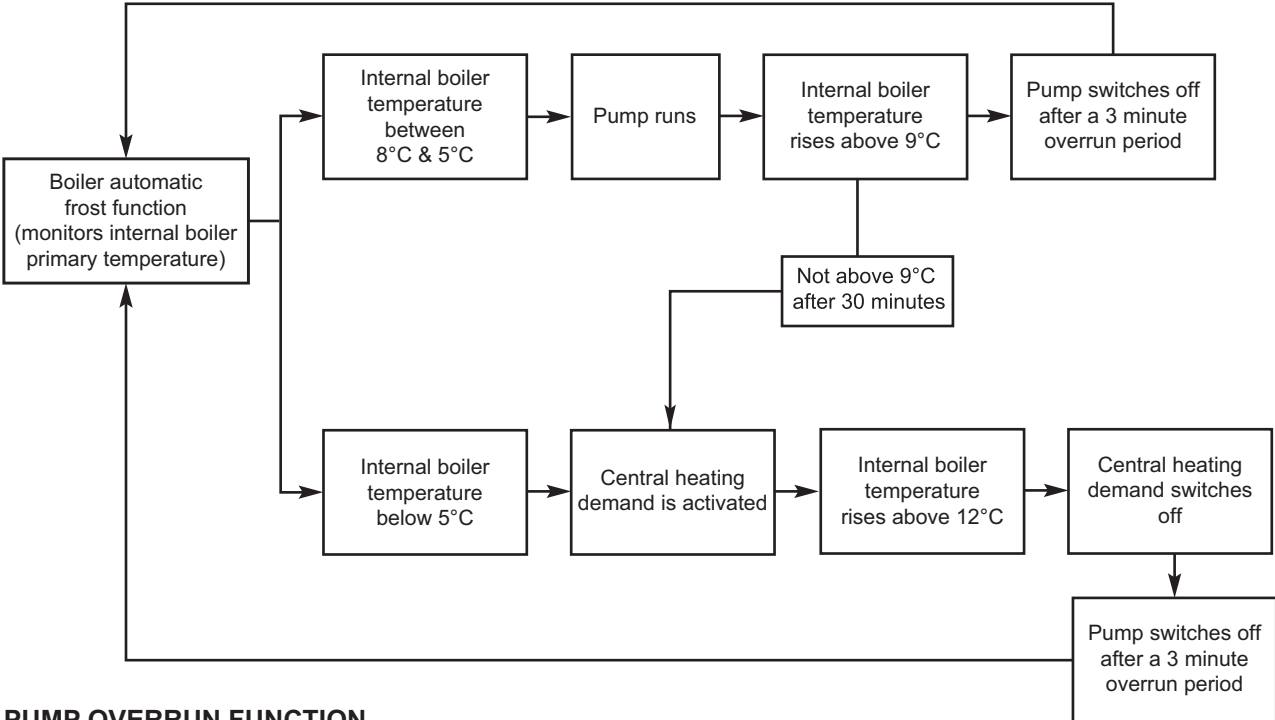 Internal boiler
temperature
between
8°C & 5°C
Pump runs
Internal boiler
temperature
rises above 9°C
Pump switches off
after a 3 minute
overrun period
Boiler automatic
frost function
(monitors internal boiler
primary temperature)
Not above 9°C
after 30 minutes
Internal boiler
temperature
below 5°C
Central heating
demand is activated
Internal boiler
temperature
rises above 12°C
Central heating
demand switches
off
Pump switches off
after a 3 minute
overrun period
PUMP OVERRUN FUNCTION